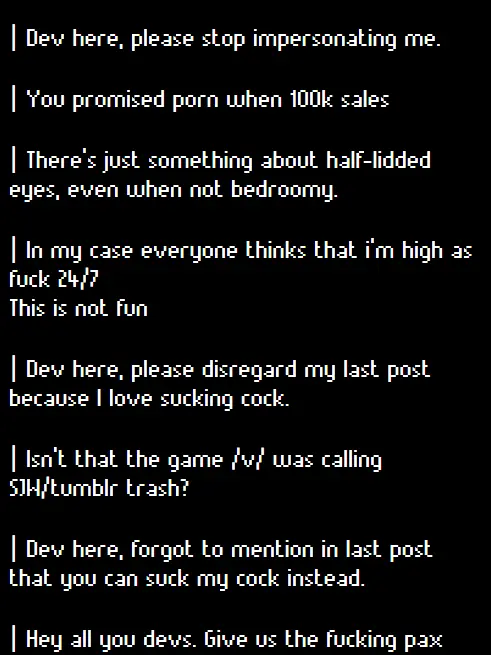 | Dev here, please stop impersonating me.
| You promised porn when 100k sales
| There's just something about half-lidded
eyes, even when not bedroomy.
| In my case everyone thinks that i'm high as
fuck 24/7
This is not fun
| Dev here, please disregard my last post
because I love sucking cock.
| Isn't that the game /v/ was calling
SJW/tumblr trash?
| Dev here, forgot to mention in last post
that you can suck my cock instead.
| Hey all you devs. Give us the fucking pax